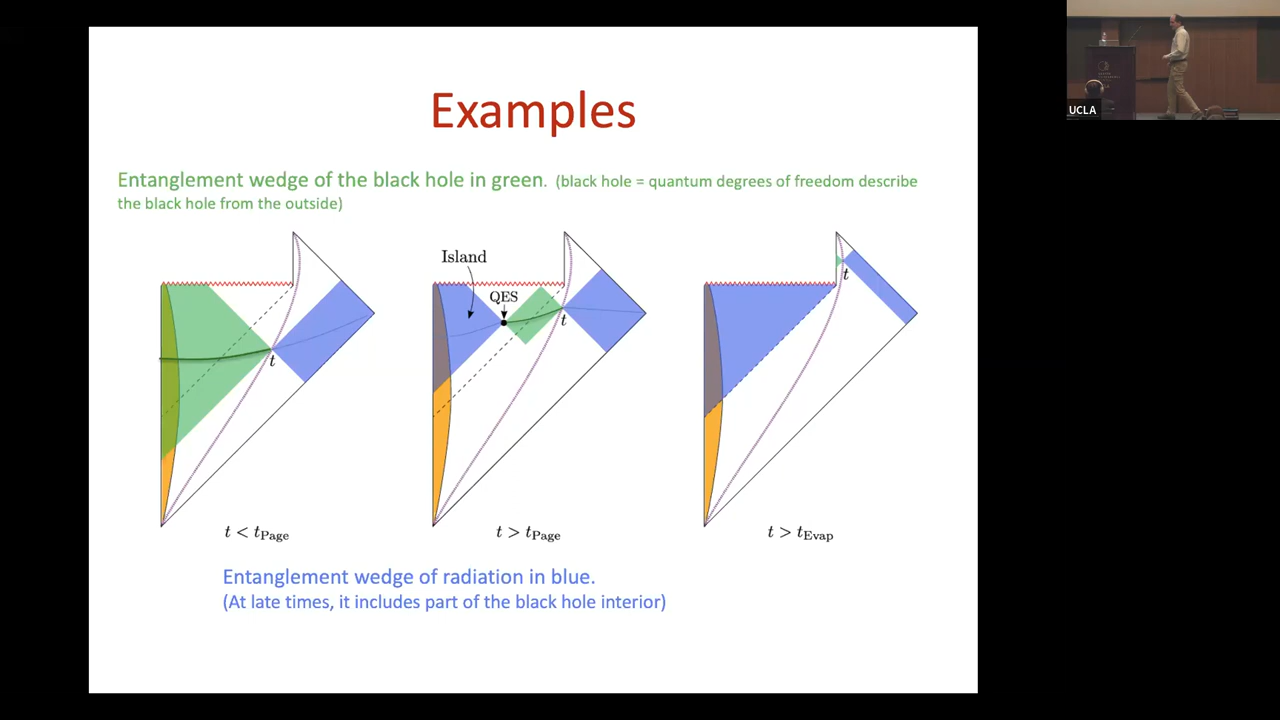 Examples
Entanglement wedge of the black hole in green. (black hole = quantum degrees of freedom describe
the black hole from the outside)
Island
QES
t
t
t
t < tPage
t > tPage
t > tEvap
Entanglement wedge of radiation in blue.
(At late times, it includes part of the black hole interior)
UCLA